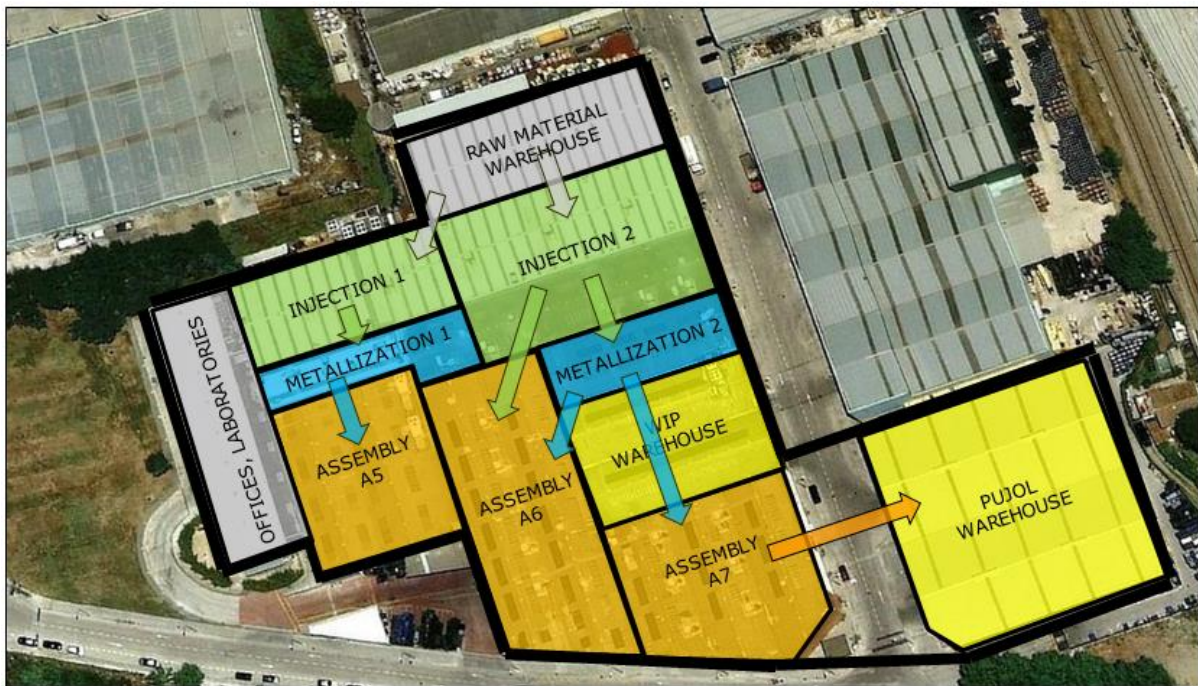 RAW MATERIAL
WAREHOUSE
INJECTION 1
INJECTION 2
OFFICES, LABORATORIES
METALLIZATION 1
METALLIZATION 2
ASSEMBLY
A5
ASSEMBLY
A6
WIP
WAREHOUSE
ASSEMBLY
A7
PUJOL
WAREHOUSE